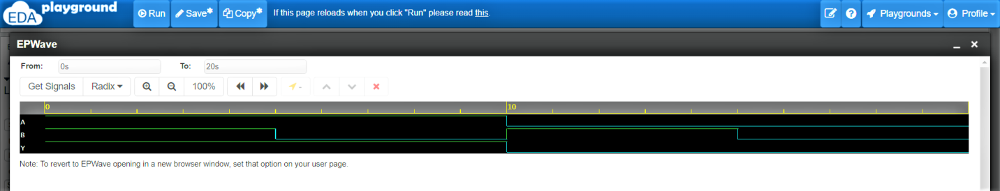 EDA playground
Run Save* Copy* If this page reloads when you click "Run" please read this. Playgrounds Profile
EPWave
From: 0s To: 20s
Get Signals Radix 100% -
0 10
A
B
Y
Note: To revert to EPWave opening in a new browser window, set that option on your user page.